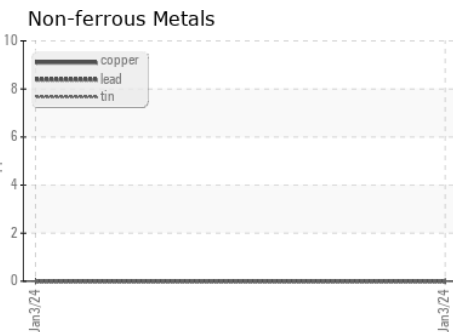 Non-ferrous Metals
10
8
6
4
2
0
copper
lead
tin
Jan3/24
Jan3/24